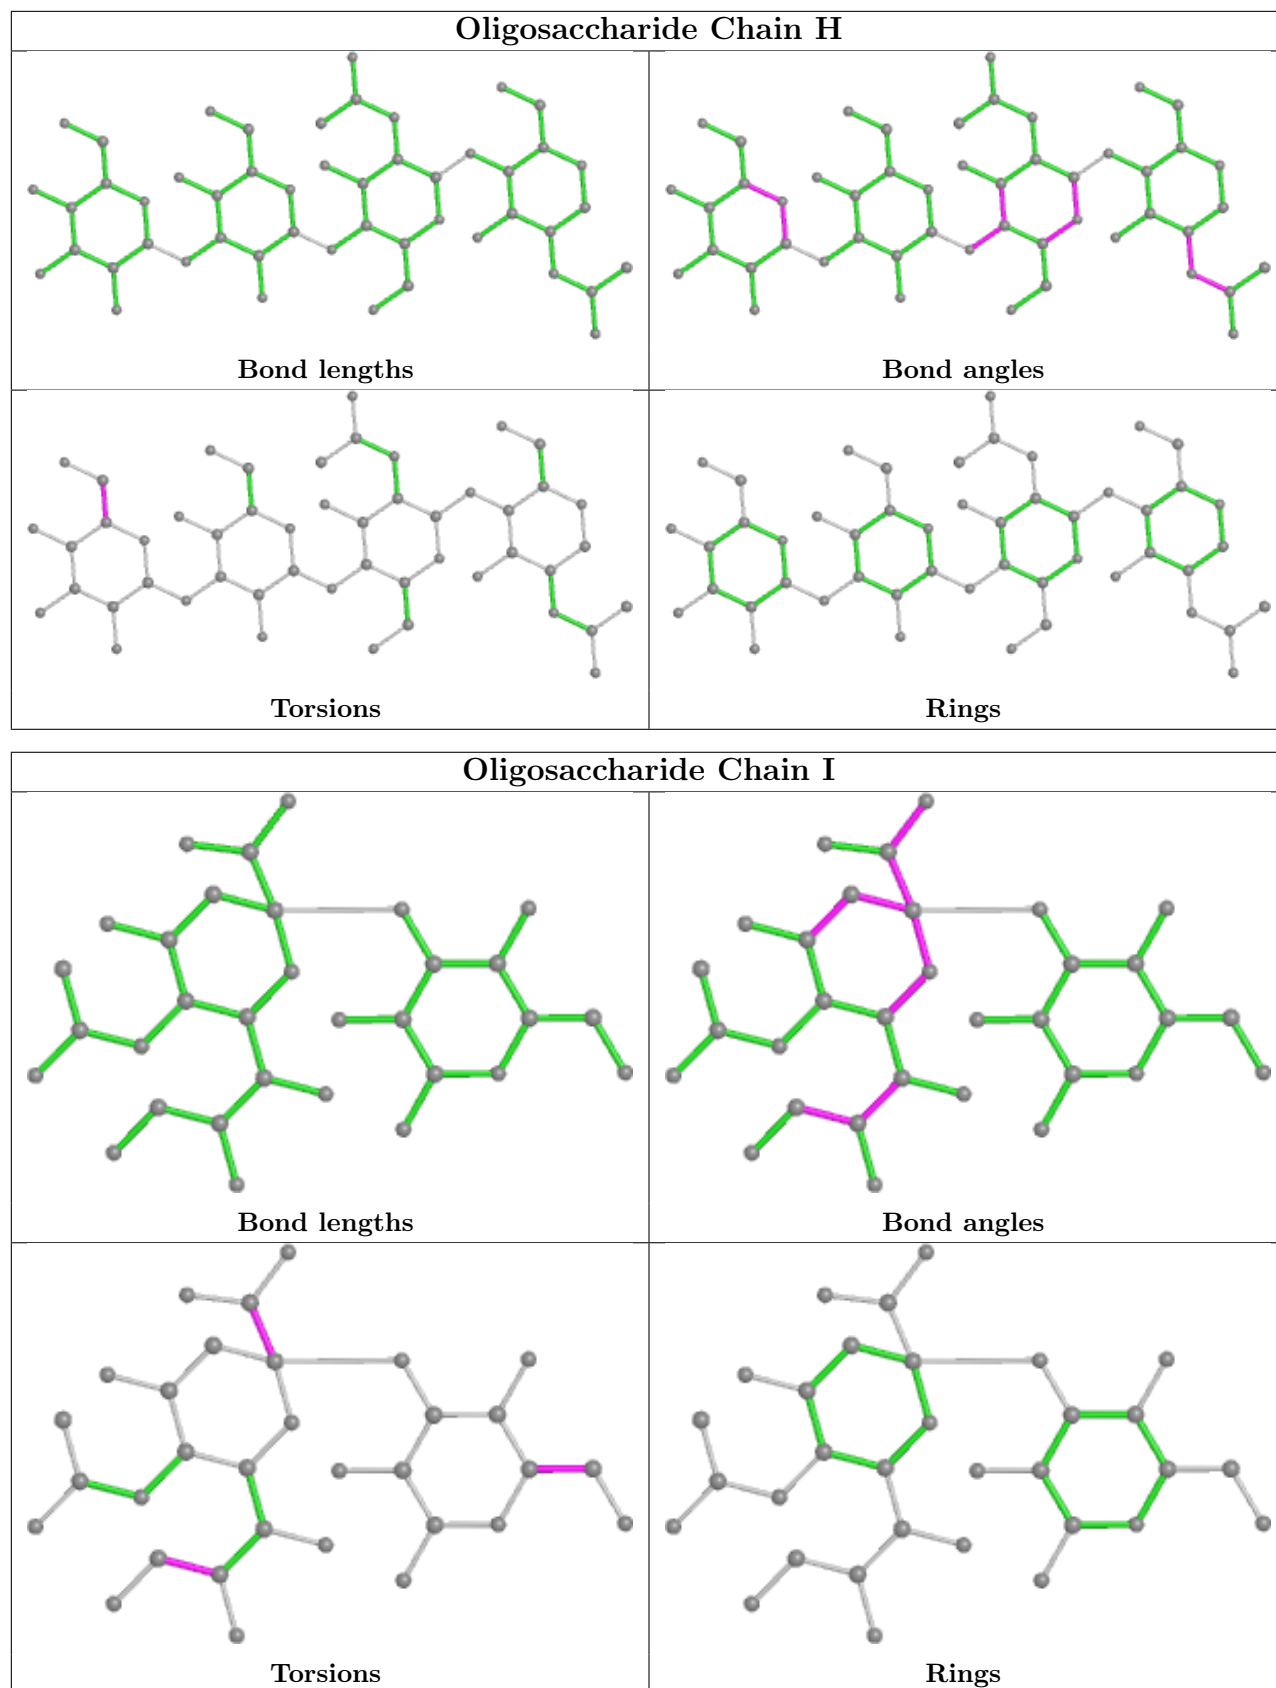 Oligosaccharide Chain H
Bond lengths
Bond angles
Torsions
Rings
Oligosaccharide Chain I
Bond lengths
Bond angles
Torsions
Rings